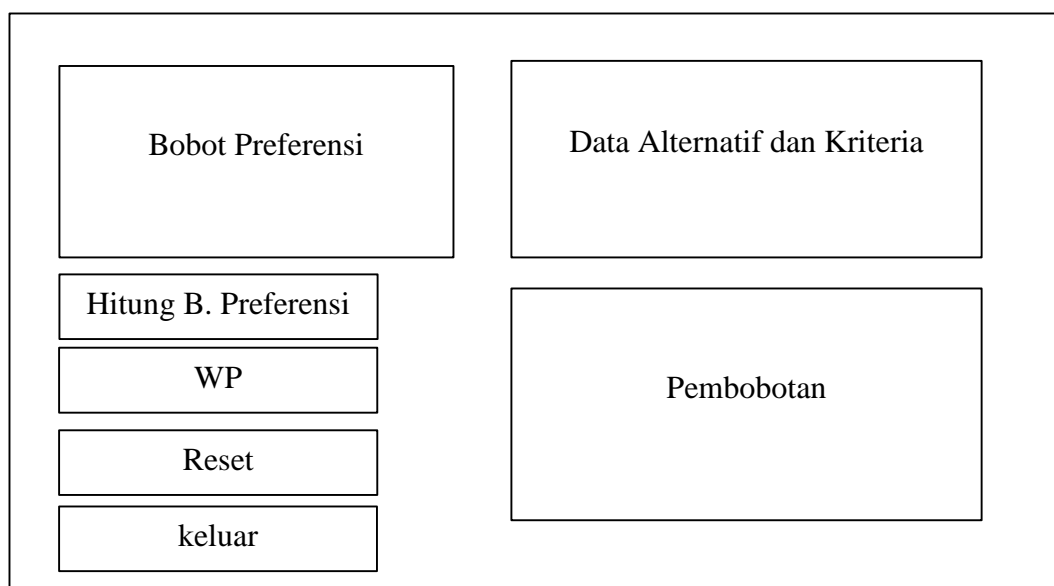 Bobot Preferensi
Data Alternatif dan Kriteria
Hitung B. Preferensi
WP
Pembobotan
Reset
keluar